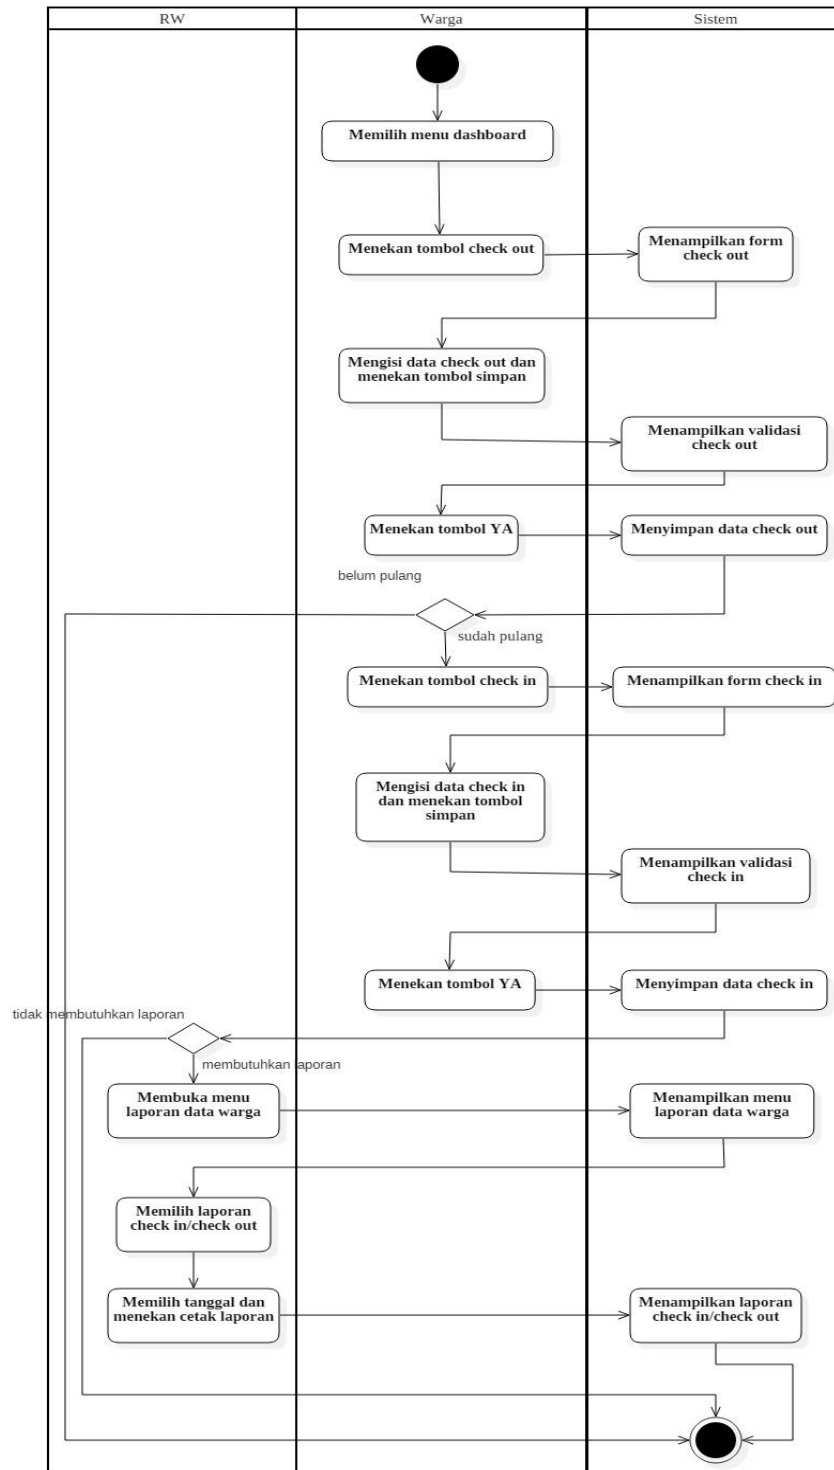 RW
Warga
Sistem
Memilih menu dashboard
Menekan tombol check out
Menampilkan form
check out
Mengisi data check out dan
menekan tombol simpan
Menampilkan validasi
check out
Menekan tombol YA
Menyimpan data check out
belum pulang
sudah pulang
Menekan tombol check in
Menampilkan form check in
Mengisi data check in
dan menekan tombol
simpan
Menampilkan validasi
check in
Menekan tombol YA
Menyimpan data check in
tidak membutuhkan laporan
membutuhkan laporan
Membuka menu
laporan data warga
Menampilkan menu
laporan data warga
Memilih laporan
check in/check out
Memilih tanggal dan
menekan cetak laporan
Menampilkan laporan
check in/check out